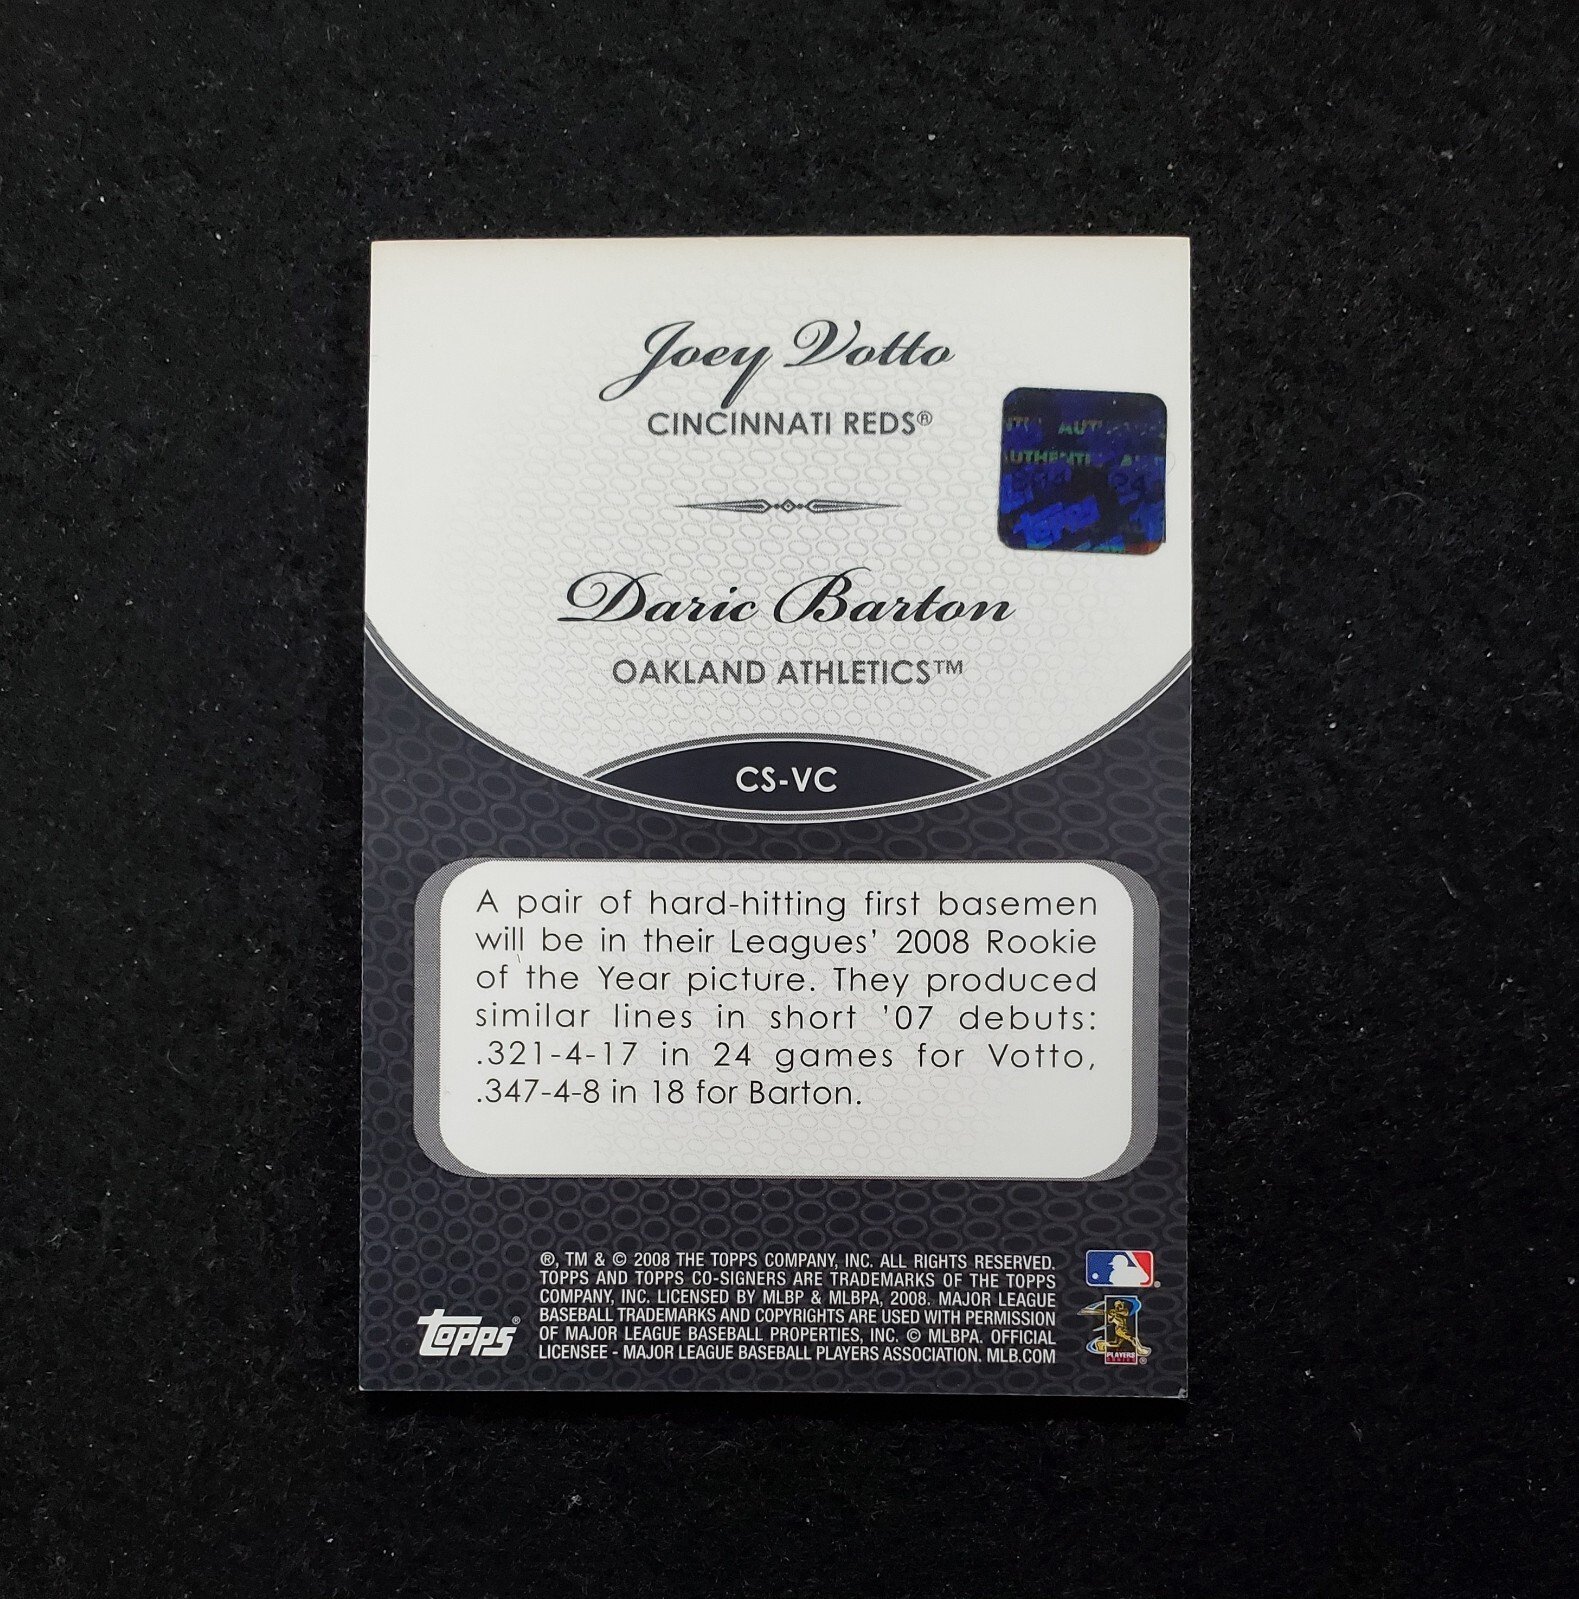 Joey Votto
CINCINNATI REDS®
AUTHENTI
Daric Barton
OAKLAND ATHLETICS™
CS-VC
A pair of hard-hitting first basemen
will be in their Leagues' 2008 Rookie
of the Year picture. They produced
similar lines in short '07 debuts:
.321-4-17 in 24 games for Votto,
.347-4-8 in 18 for Barton.
®, TM & © 2008 THE TOPPS COMPANY, INC. ALL RIGHTS RESERVED.
TOPPS AND TOPPS CO-SIGNERS ARE TRADEMARKS OF THE TOPPS
COMPANY, INC. LICENSED BY MLBP & MLBPA, 2008. MAJOR LEAGUE
BASEBALL TRADEMARKS AND COPYRIGHTS ARE USED WITH PERMISSION
OF MAJOR LEAGUE BASEBALL PROPERTIES, INC. © MLBPA. OFFICIAL
LICENSEE - MAJOR LEAGUE BASEBALL PLAYERS ASSOCIATION. MLB.COM
topps®
PLAYERS